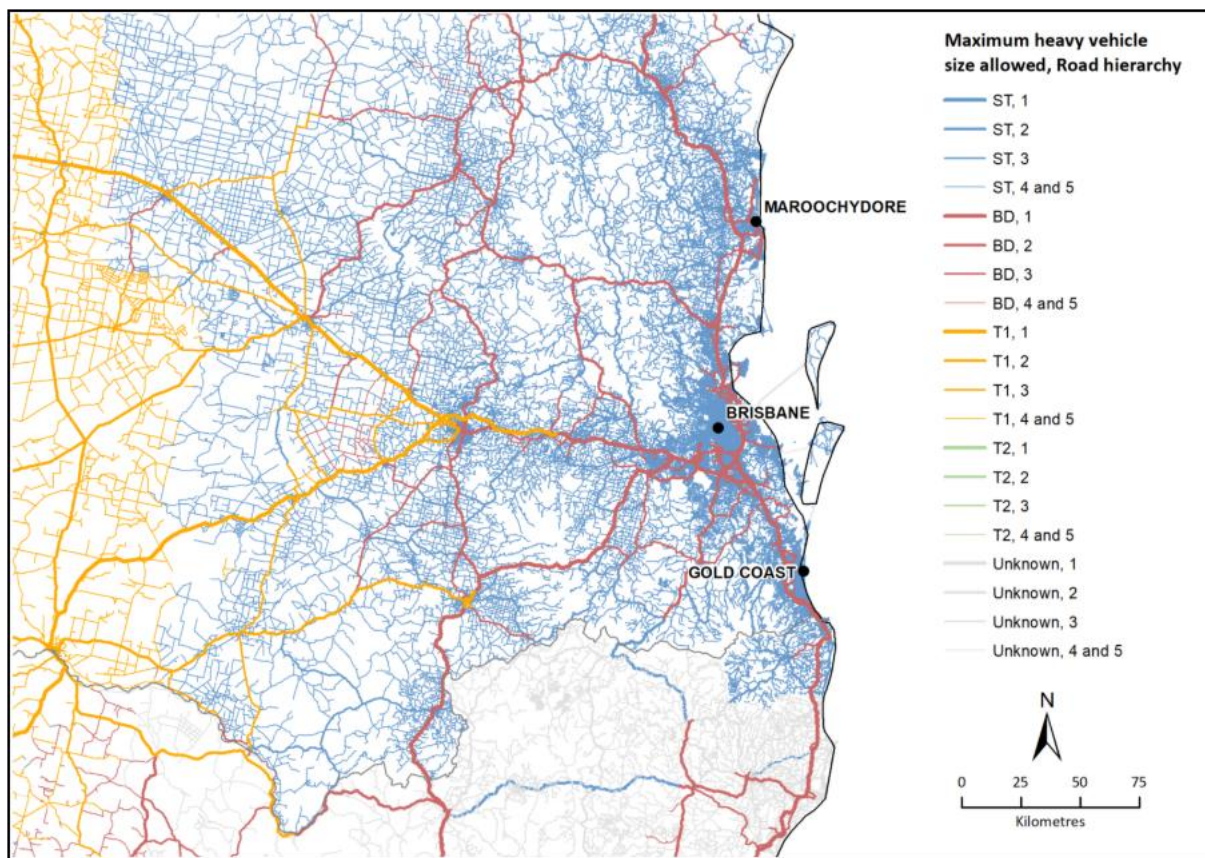 Maximum heavy vehicle
size allowed, Road hierarchy
ST, 1
ST, 2
ST, 3
ST, 4 and 5
BD, 1
BD, 2
BD, 3
BD, 4 and 5
T1, 1
T1, 2
T1, 3
T1, 4 and 5
T2, 1
T2, 2
T2, 3
T2, 4 and 5
Unknown, 1
Unknown, 2
Unknown, 3
Unknown, 4 and 5
MAROOCHYDORE
BRISBANE
GOLD COAST
N
0 25 50 75
Kilometres